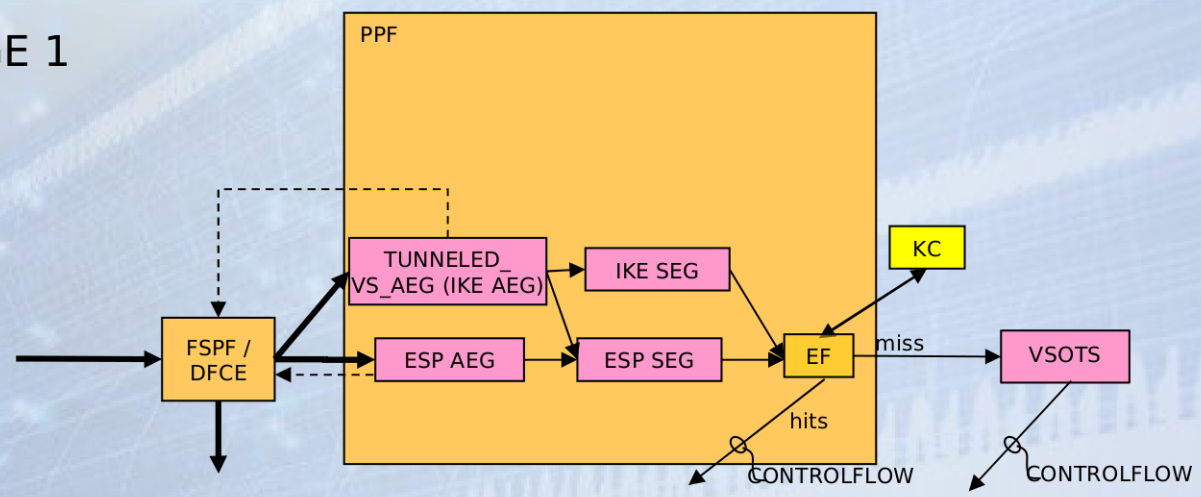 E 1
PPF
KC
TUNNELED_
VS_AEG (IKE AEG)
IKE SEG
FSPF /
DFCE
ESP AEG
ESP SEG
EF
miss
VSOTS
hits
CONTROLFLOW
CONTROLFLOW